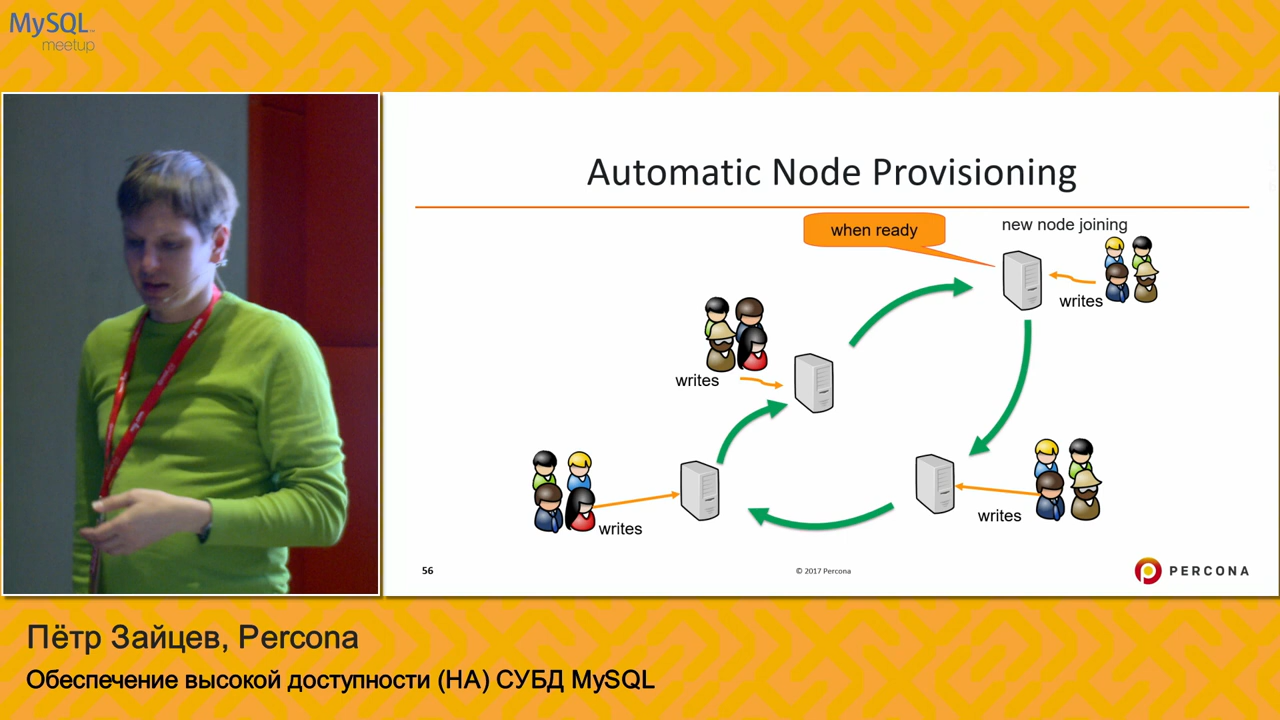 MySQL
meetup
Automatic Node Provisioning
when ready
new node joining
writes
writes
writes
writes
56
© 2017 Percona
PERCONA
Пётр Зайцев, Percona
Обеспечение высокой доступности (HA) СУБД MySQL